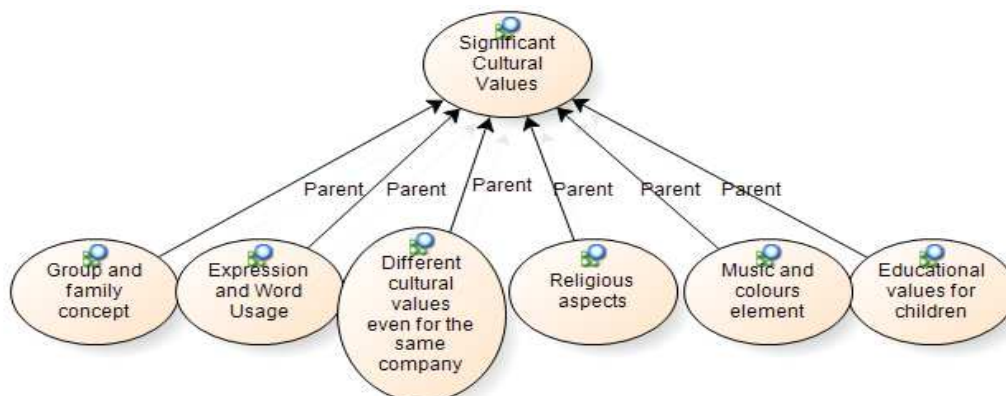 Significant
Cultural
Values
Parent
Parent
Parent
Parent
Parent
Parent
Group and
family
concept
Expression
and Word
Usage
Different
cultural
values
even for the
same
company
Religious
aspects
Music and
colours
element
Educational
values for
children